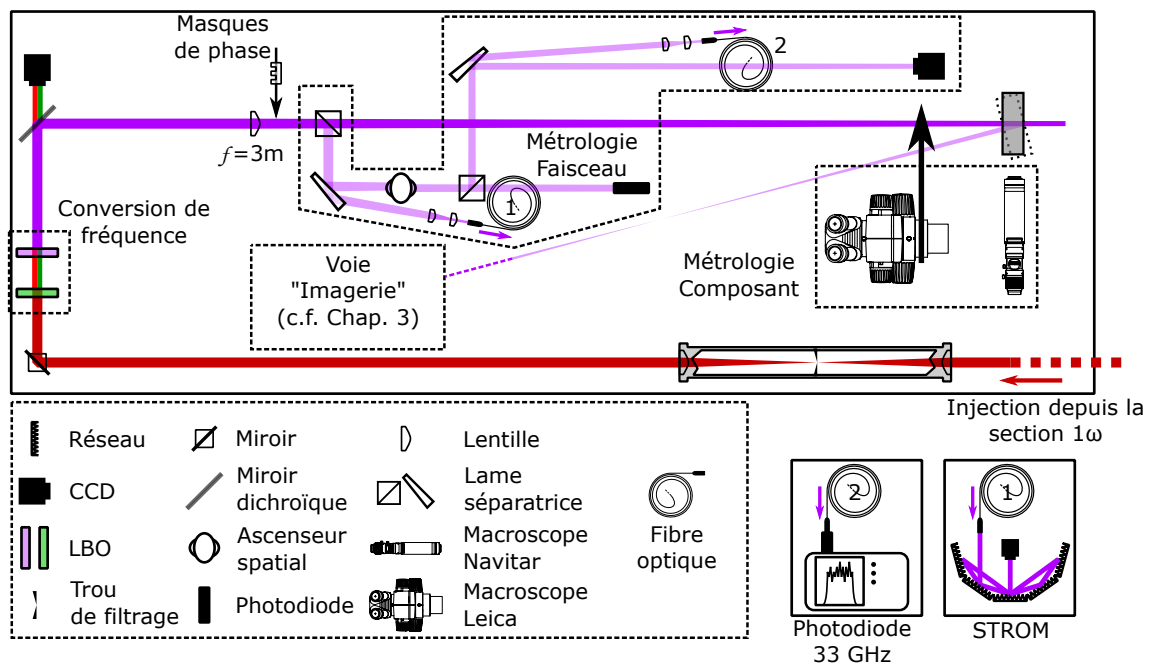 Masques
de phase
2
f=3m
Métrologie
Faisceau
1
Conversion de
fréquence
Voie
"Imagerie"
(c.f. Chap. 3)
Métrologie
Composant
Injection depuis la
section 1ω
Réseau
Miroir
Lentille
CCD
Miroir
dichroïque
Lame
séparatrice
LBO
Ascenseur
spatial
Macroscope
Navitar
Fibre
optique
Trou
de filtrage
Photodiode
Macroscope
Leica
2
Photodiode
33 GHz
1
STROM